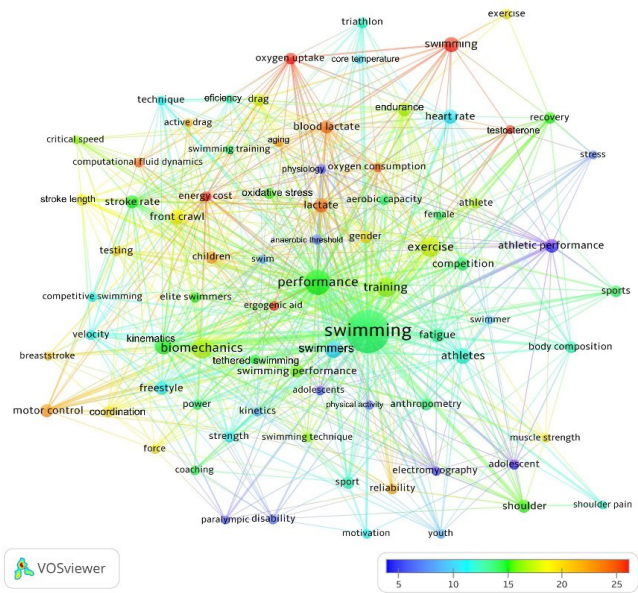 exercise
triathlon
swimming
oxygen uptake
core temperature
technique
eficiency
drag
endurance
heart rate
recovery
active drag
blood lactate
testosterone
critical speed
aging
swimming training
stress
computational fluid dynamics
physiology
oxygen consumption
stroke length
stroke rate
energy cost
oxidative stress
aerobic capacity
athlete
lactate
front crawl
female
gender
anaerobic threshold
testing
children
swim
exercise
athletic performance
competition
performance
training
competitive swimming
elite swimmers
ergogenic aid
sports
swimming
swimmer
velocity
kinematics
fatigue
breaststroke
biomechanics
swimmers
athletes
body composition
tethered swimming
swimming performance
freestyle
adolescents
motor control
coordination
power
kinetics
physical activity
anthropometry
force
strength
swimming technique
muscle strength
coaching
electromyography
adolescent
sport
reliability
shoulder
shoulder pain
paralympic
disability
motivation
youth
VOSviewer
5 10 15 20 25